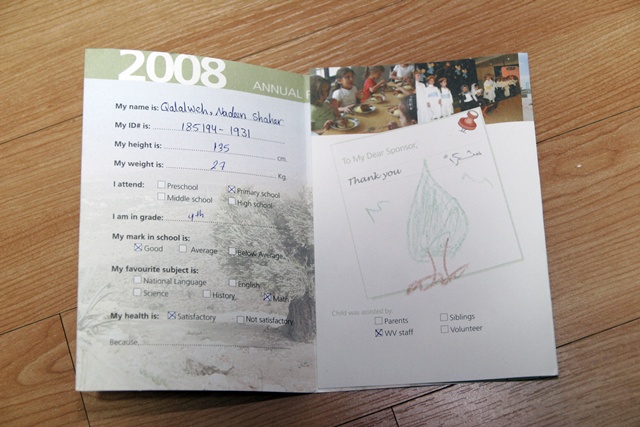 2008
ANNUAL
My name is: Qalalweh, Nadeen Shahar
My ID# is: 185194-1931
My height is: 135 cm
My weight is: 27 Kg
I attend: Preschool Primary school
Middle school High school
I am in grade: 4th
My mark in school is:
Good Average Below Average
My favourite subject is:
National Language English
Science History Math
My health is: Satisfactory Not satisfactory
Because
To My Dear Sponsor,
Thank you
Child was assisted by:
Parents Siblings
WV staff Volunteer